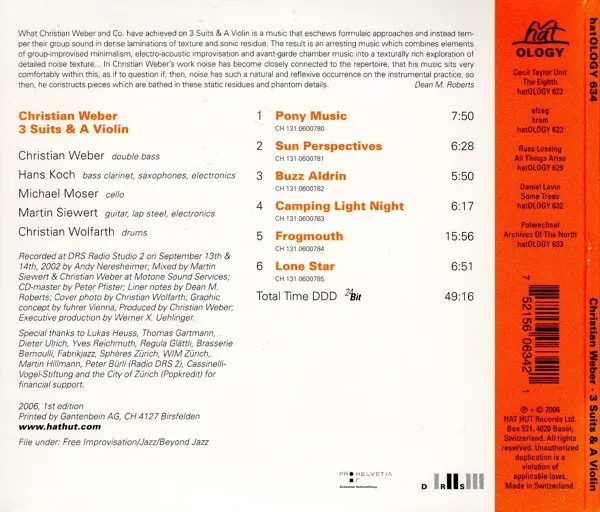 What Christian Weber and Co. have achieved on 3 Suits & A Violin is a music that eschews formulaic approaches and instead tem-
per their group sound in dense laminations of texture and sonic residue. The result is an arresting music which combines elements
of group-improvised minimalism, electro-acoustic improvisation and avant-garde chamber music into a texturally rich exploration of
detailed noise texture... In Christian Weber's work noise has become closely connected to the repertoire, that his music sits very
comfortably within this, as if to question if, then, noise has such a natural and reflexive occurrence on the instrumental practice, so
then, he constructs pieces which are bathed in these static residues and phantom details.
Dean M. Roberts
Christian Weber
3 Suits & A Violin
Christian Weber double bass
Hans Koch bass clarinet, saxophones, electronics
Michael Moser cello
Martin Siewert guitar, lap steel, electronics
Christian Wolfarth drums
Recorded at DRS Radio Studio 2 on September 13th &
14th, 2002 by Andy Neresheimer; Mixed by Martin
Siewert & Christian Weber at Motone Sound Services;
CD-master by Peter Pfister; Liner notes by Dean M.
Roberts; Cover photo by Christian Wolfarth; Graphic
concept by fuhrer Vienna; Produced by Christian Weber;
Executive production by Werner X. Uehlinger.
Special thanks to Lukas Heuss, Thomas Gartmann,
Dieter Ulrich, Yves Reichmuth, Regula Glättli, Brasserie
Bernoulli, Fabrikjazz, Sphères Zürich, WIM Zürich,
Martin Hillmann, Peter Bürli (Radio DRS 2), Cassinelli-
Vogel-Stiftung and the City of Zürich (Popkredit) for
financial support.
2006, 1st edition
Printed by Gantenbein AG, CH 4127 Birsfelden
www.hathut.com
File under: Free Improvisation/Jazz/Beyond Jazz
1 Pony Music 7:50
CH 131.0600780
2 Sun Perspectives 6:28
CH 131.0600781
3 Buzz Aldrin 5:50
CH 131.0600782
4 Camping Light Night 6:17
CH 131.0600783
5 Frogmouth 15:56
CH 131.0600784
6 Lone Star 6:51
CH 131.0600785
Total Time DDD 24Bit 49:16
PRO HELVETIA
D R S
hat
OLOGY
Cecil Taylor Unit
The Eighth
hatOLOGY 622
efzeg
krom
hatOLOGY 623
Russ Lossing
All Things Arise
hatOLOGY 629
Daniel Levin
Some Trees
hatOLOGY 632
Polwechsel
Archives Of The North
hatOLOGY 633
7 52156 06342 1
℗ + © 2006
HAT HUT Records Ltd.
Box 521, 4020 Basel,
Switzerland. All rights
reserved. Unauthorized
duplication is a
violation of
applicable laws.
Made in Switzerland.
hatOLOGY 634
Christian Weber · 3 Suits & A Violin